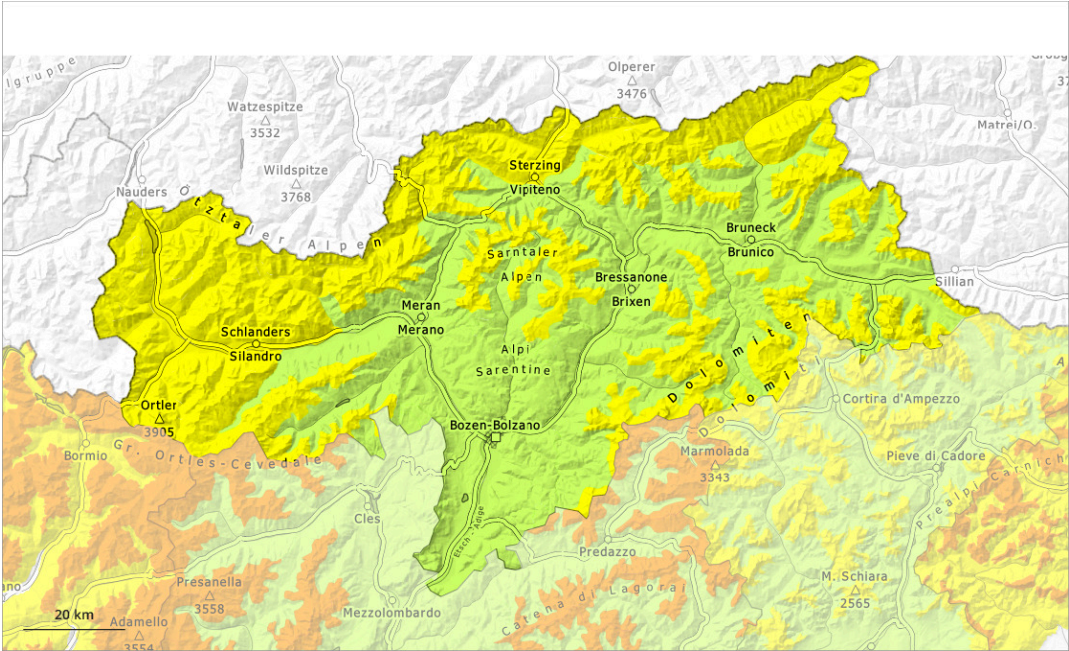 Olperer
3476
Watzespitze
3532
Matrei/O.
Sterzing
Vipiteno
Wildspitze
3768
Nauders
Ötztaler Alpen
Bruneck
Brunico
Sarntaler
Alpen
Bressanone
Brixen
Sillian
Meran
Merano
Schlanders
Silandro
Alpi
Sarentine
Dolomiten
Dolomiti
Ortler
3905
Cortina d'Ampezzo
Bozen-Bolzano
Gr. Ortles-Cevedale
Bormio
Marmolada
3343
Pieve di Cadore
Prealpi Carnich
Cles
Etsch - Adige
Predazzo
Presanella
3558
M. Schiara
2565
Catena di Lagorai
Mezzolombardo
20 km
Adamello
3554